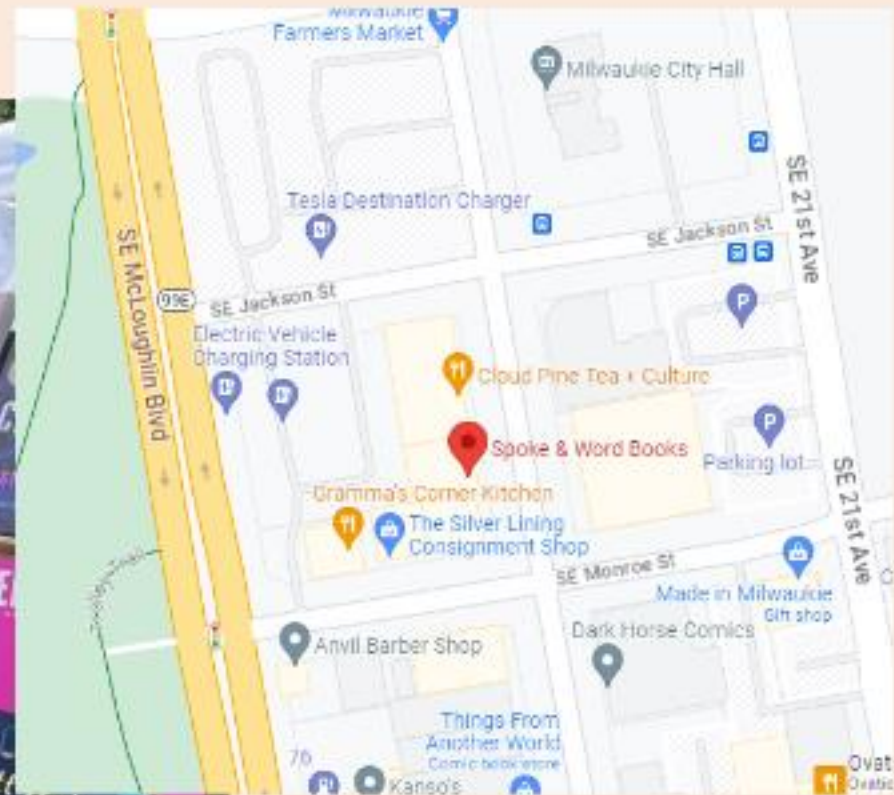 Milwaukie
Farmers Market
Milwaukie City Hall
SE 21st Ave
Tesla Destination Charger
SE Jackson St
SE McLoughlin Blvd
99E
SE Jackson St
P
Electric Vehicle
Charging Station
Cloud Pine Tea + Culture
Spoke & Word Books
P
Parking lot
SE 21st Ave
Gramma's Corner Kitchen
The Silver Lining
Consignment Shop
SE Monroe St
Made in Milwaukie
Gift shop
Anvil Barber Shop
Dark Horse Comics
Things From
Another World
Comic book store
76
Kanso's
Ovat
Ovatio